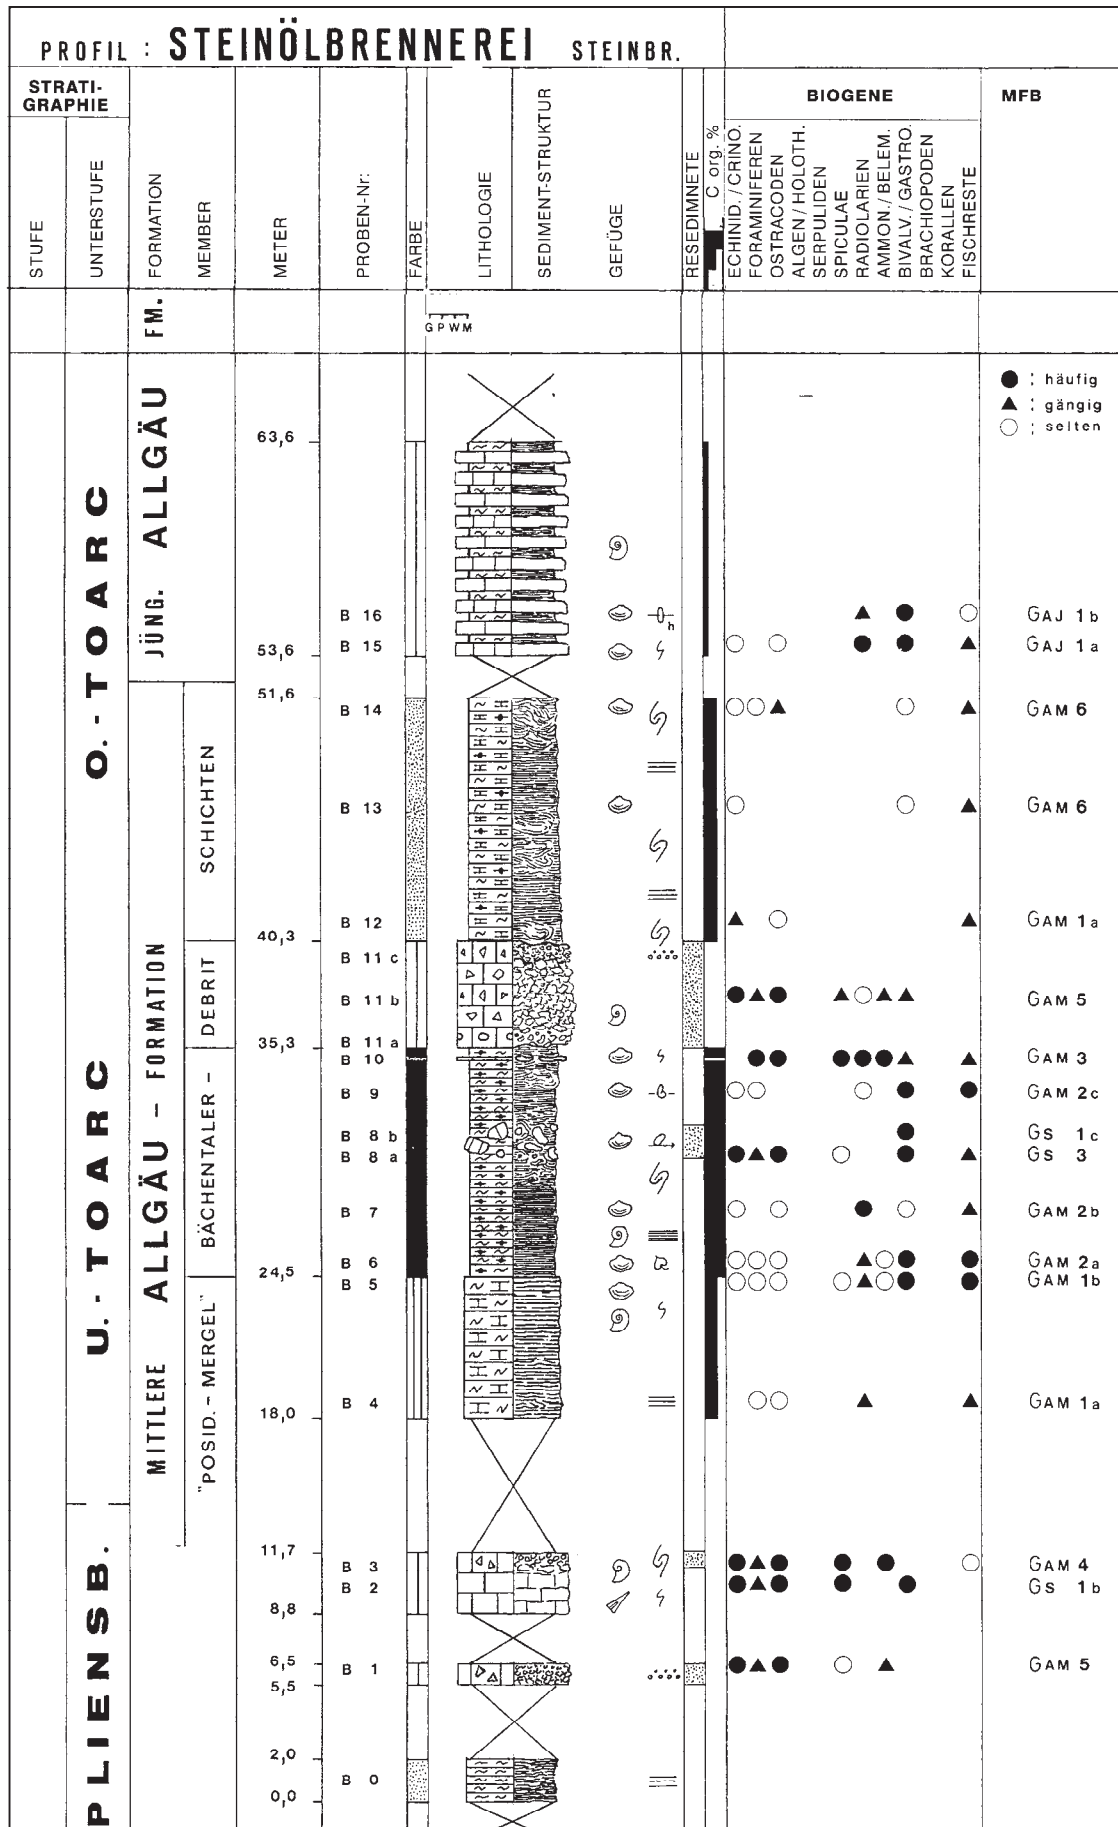 PROFIL : STEINÖLBRENNEREI STEINBR.
STRATI-
GRAPHIE
BIOGENE
MFB
STUFE
UNTERSTUFE
FORMATION
MEMBER
METER
PROBEN-Nr:
FARBE
LITHOLOGIE
SEDIMENT-STRUKTUR
GEFÜGE
RESEDIMNETE
C org. %
ECHINID./CRINO.
FORAMINIFEREN
OSTRACODEN
ALGEN/HOLOTH.
SERPULIDEN
SPICULAE
RADIOLARIEN
AMMON./BELEM.
BIVALV./GASTRO.
BRACHIOPODEN
KORALLEN
FISCHRESTE
FM.
G P W M
: häufig
: gängig
: selten
O.-TOARC
U.-TOARC
PLIENSB.
JÜNG. ALLGÄU
MITTLERE ALLGÄU – FORMATION
SCHICHTEN
DEBRIT
BÄCHENTALER –
"POSID.–MERGEL"
63,6
B 16 h GAJ 1b
B 15 GAJ 1a
53,6
51,6
B 14 GAM 6
B 13 GAM 6
B 12 GAM 1a
40,3
B 11 c
B 11 b GAM 5
B 11 a
35,3
B 10 GAM 3
B 9 GAM 2c
B 8 b GS 1c
B 8 a GS 3
B 7 GAM 2b
B 6 GAM 2a
24,5
B 5 GAM 1b
B 4 GAM 1a
18,0
11,7
B 3 GAM 4
B 2 GS 1b
8,8
6,5
B 1 GAM 5
5,5
2,0
B 0
0,0